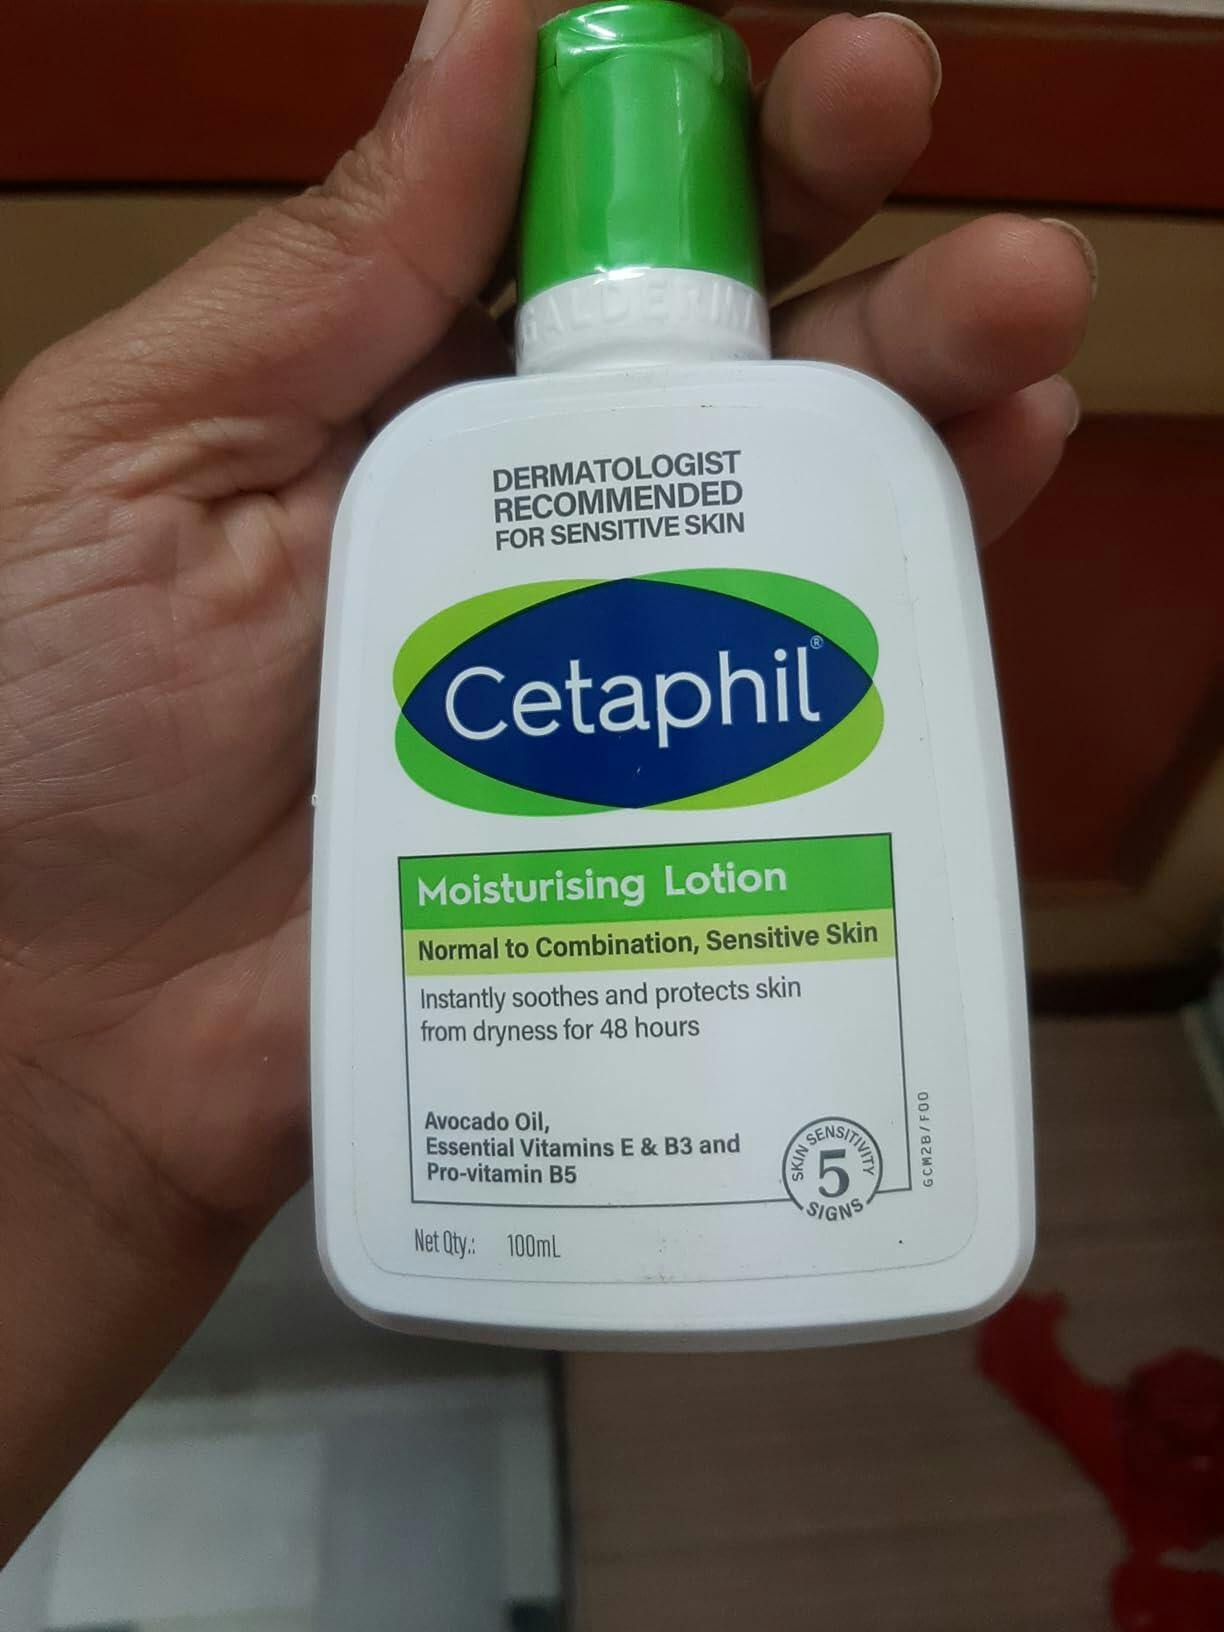 GALDERMA
DERMATOLOGIST
RECOMMENDED
FOR SENSITIVE SKIN
Cetaphil®
Moisturising Lotion
Normal to Combination, Sensitive Skin
Instantly soothes and protects skin
from dryness for 48 hours
Avocado Oil,
Essential Vitamins E & B3 and
Pro-vitamin B5
SKIN SENSITIVITY
5
SIGNS
GCM2B/F00
Net Qty.: 100mL